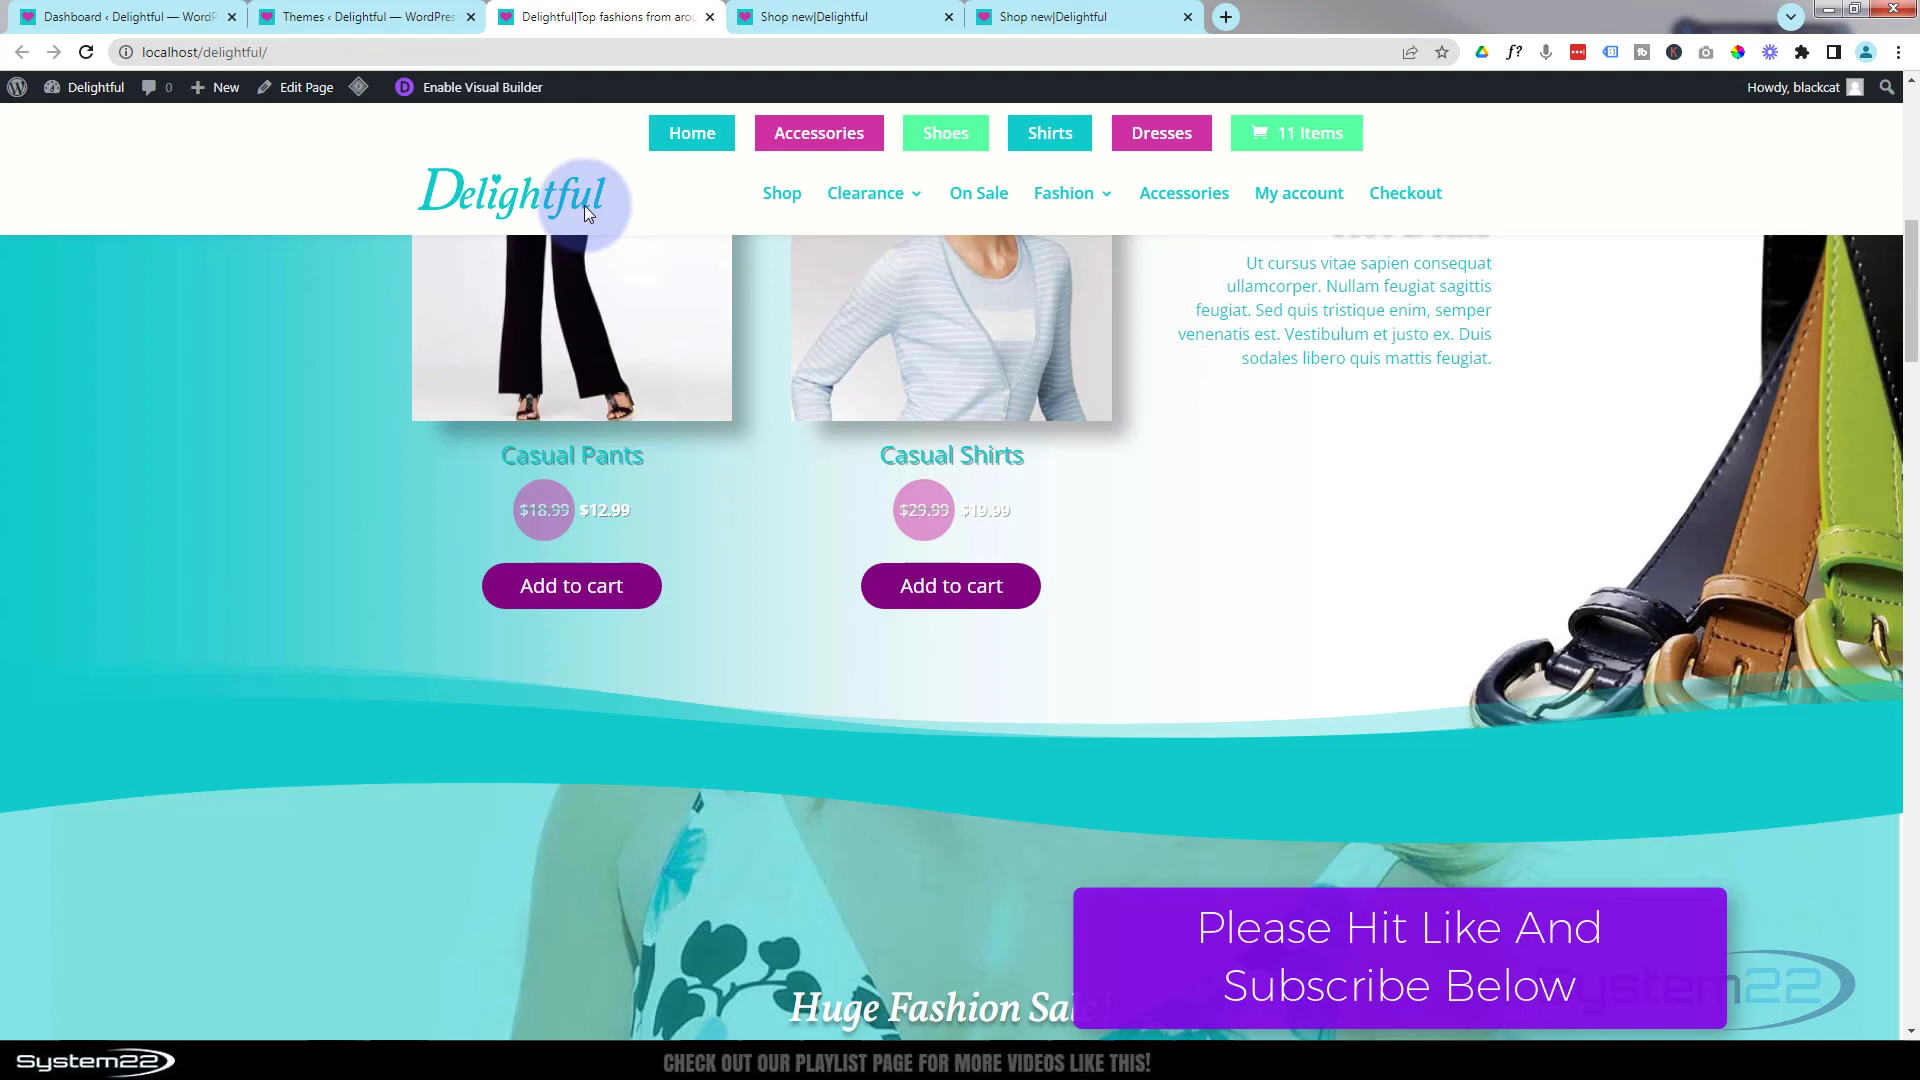 Dashboard ‹ Delightful — WordP
Themes ‹ Delightful — WordPres
Delightful|Top fashions from arou
Shop new|Delightful
Shop new|Delightful
localhost/delightful/
Delightful
0
New
Edit Page
D
Enable Visual Builder
Howdy, blackcat
Home
Accessories
Shoes
Shirts
Dresses
11 Items
Delightful
Shop
Clearance
On Sale
Fashion
Accessories
My account
Checkout
Ut cursus vitae sapien consequat
ullamcorper. Nullam feugiat sagittis
feugiat. Sed quis tristique enim, semper
venenatis est. Vestibulum et justo ex. Duis
sodales libero quis mattis feugiat.
Casual Pants
Casual Shirts
$18.99 $12.99
$29.99 $19.99
Add to cart
Add to cart
Huge Fashion Sale!
Please Hit Like And
Subscribe Below
System22
System22
CHECK OUT OUR PLAYLIST PAGE FOR MORE VIDEOS LIKE THIS!